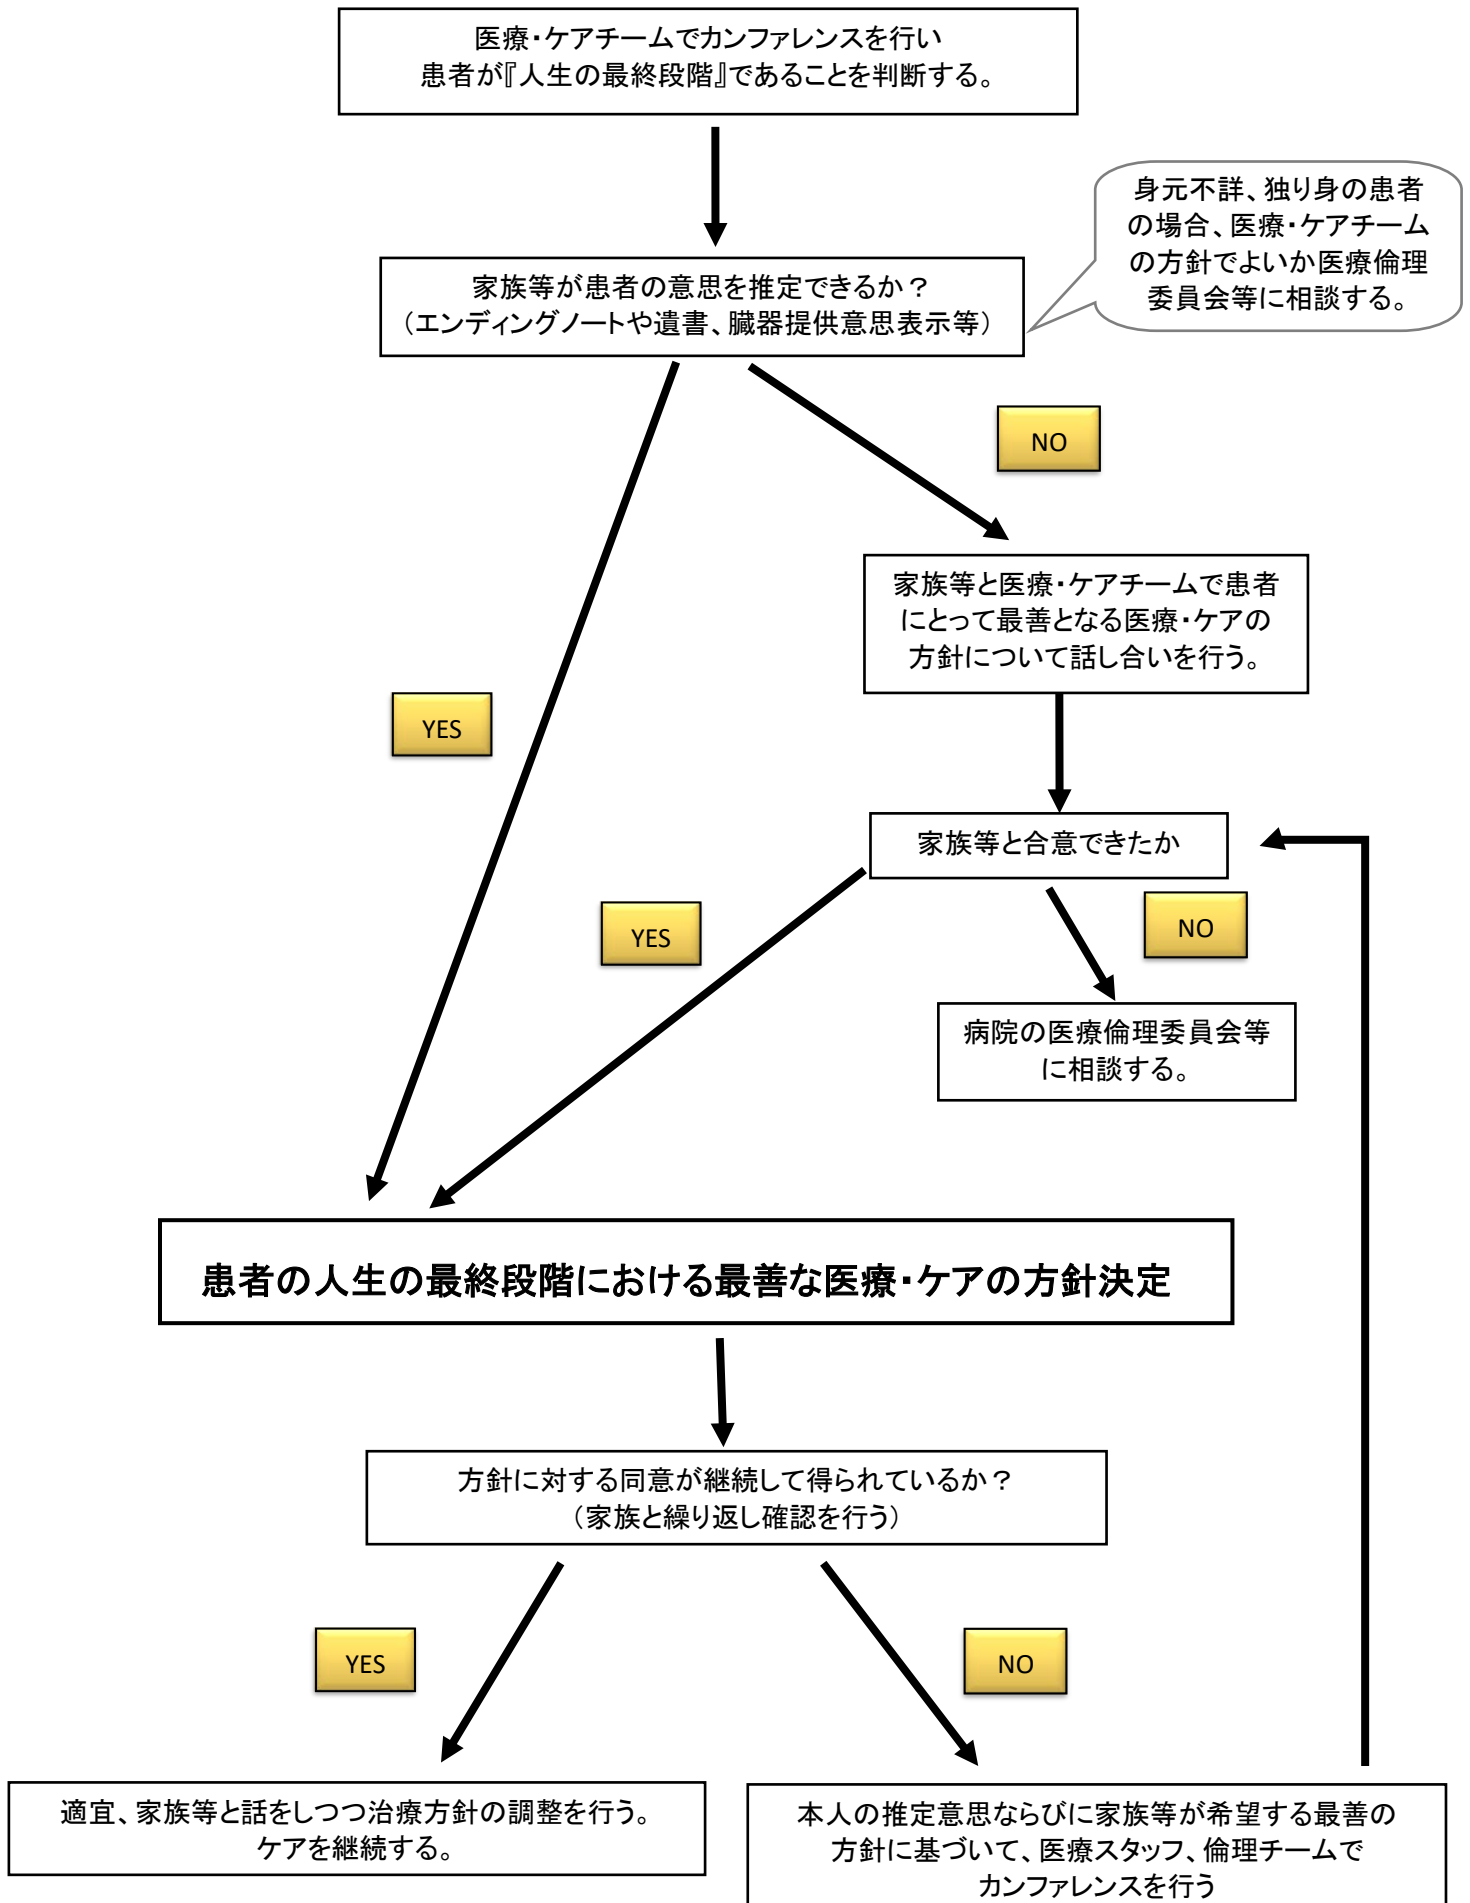 医療・ケアチームでカンファレンスを行い
患者が『人生の最終段階』であることを判断する。
身元不詳、独り身の患者
の場合、医療・ケアチーム
の方針でよいか医療倫理
委員会等に相談する。
家族等が患者の意思を推定できるか？
（エンディングノートや遺書、臓器提供意思表示等）
NO
家族等と医療・ケアチームで患者
にとって最善となる医療・ケアの
方針について話し合いを行う。
YES
家族等と合意できたか
YES
NO
病院の医療倫理委員会等
に相談する。
患者の人生の最終段階における最善な医療・ケアの方針決定
方針に対する同意が継続して得られているか？
（家族と繰り返し確認を行う）
YES
NO
適宜、家族等と話をしつつ治療方針の調整を行う。
ケアを継続する。
本人の推定意思ならびに家族等が希望する最善の
方針に基づいて、医療スタッフ、倫理チームで
カンファレンスを行う